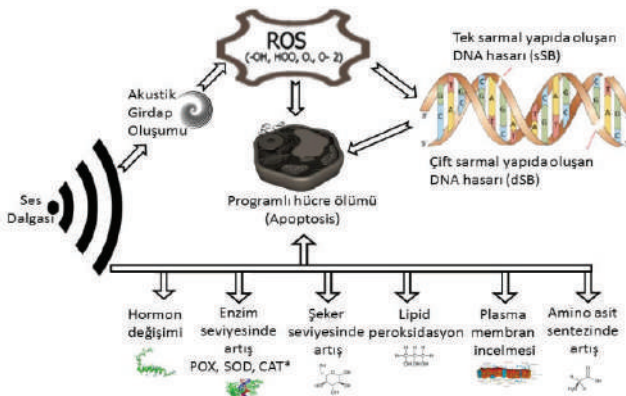 ROS
(-OH, HOO, O., O- 2)
Akustik
Girdap
Oluşumu
Ses
Dalgası
Tek sarmal yapıda oluşan
DNA hasarı (sSB)
Çift sarmal yapıda oluşan
DNA hasarı (dSB)
Programlı hücre ölümü
(Apoptosis)
Hormon
değişimi
Enzim
seviyesinde
artış
POX, SOD, CAT*
Şeker
seviyesinde
artış
Lipid
peroksidasyon
Plasma
membran
incelmesi
Amino asit
sentezinde
artış